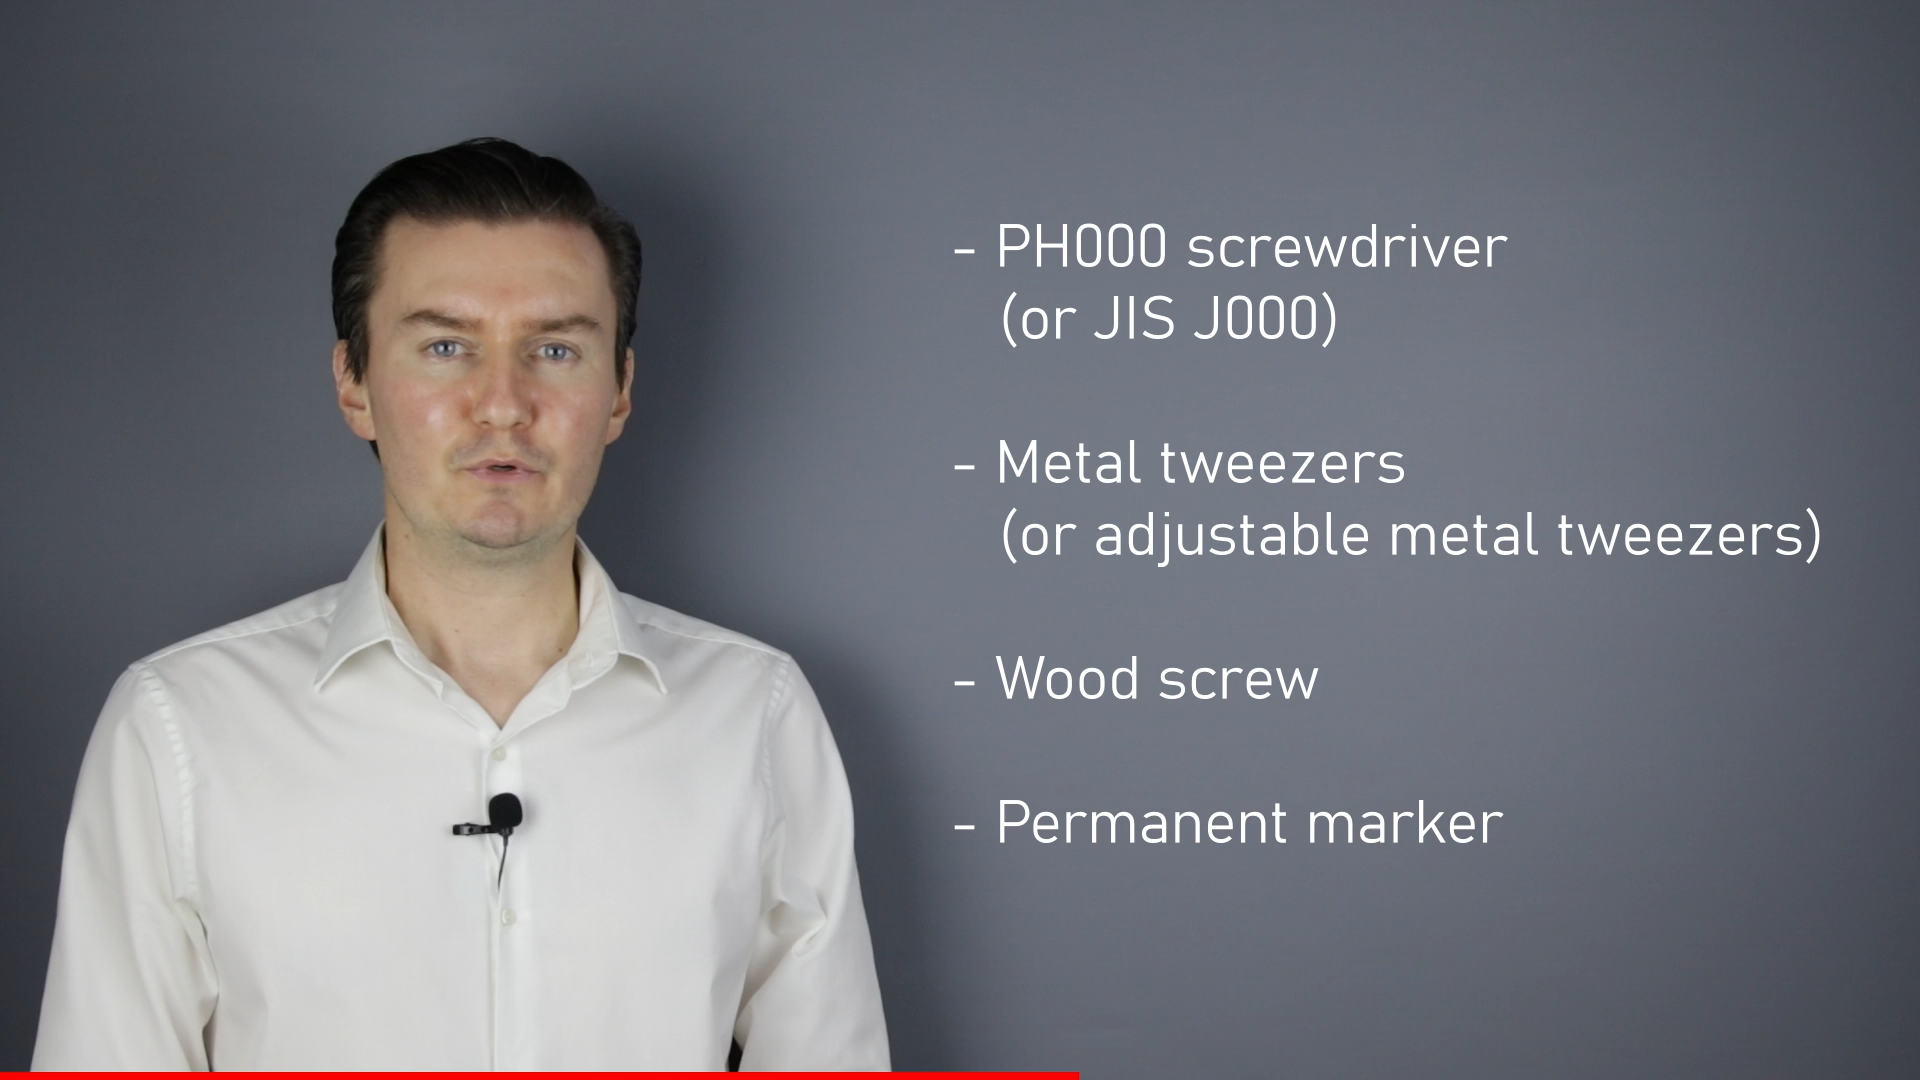 - PH000 screwdriver
(or JIS J000)
- Metal tweezers
(or adjustable metal tweezers)
- Wood screw
- Permanent marker